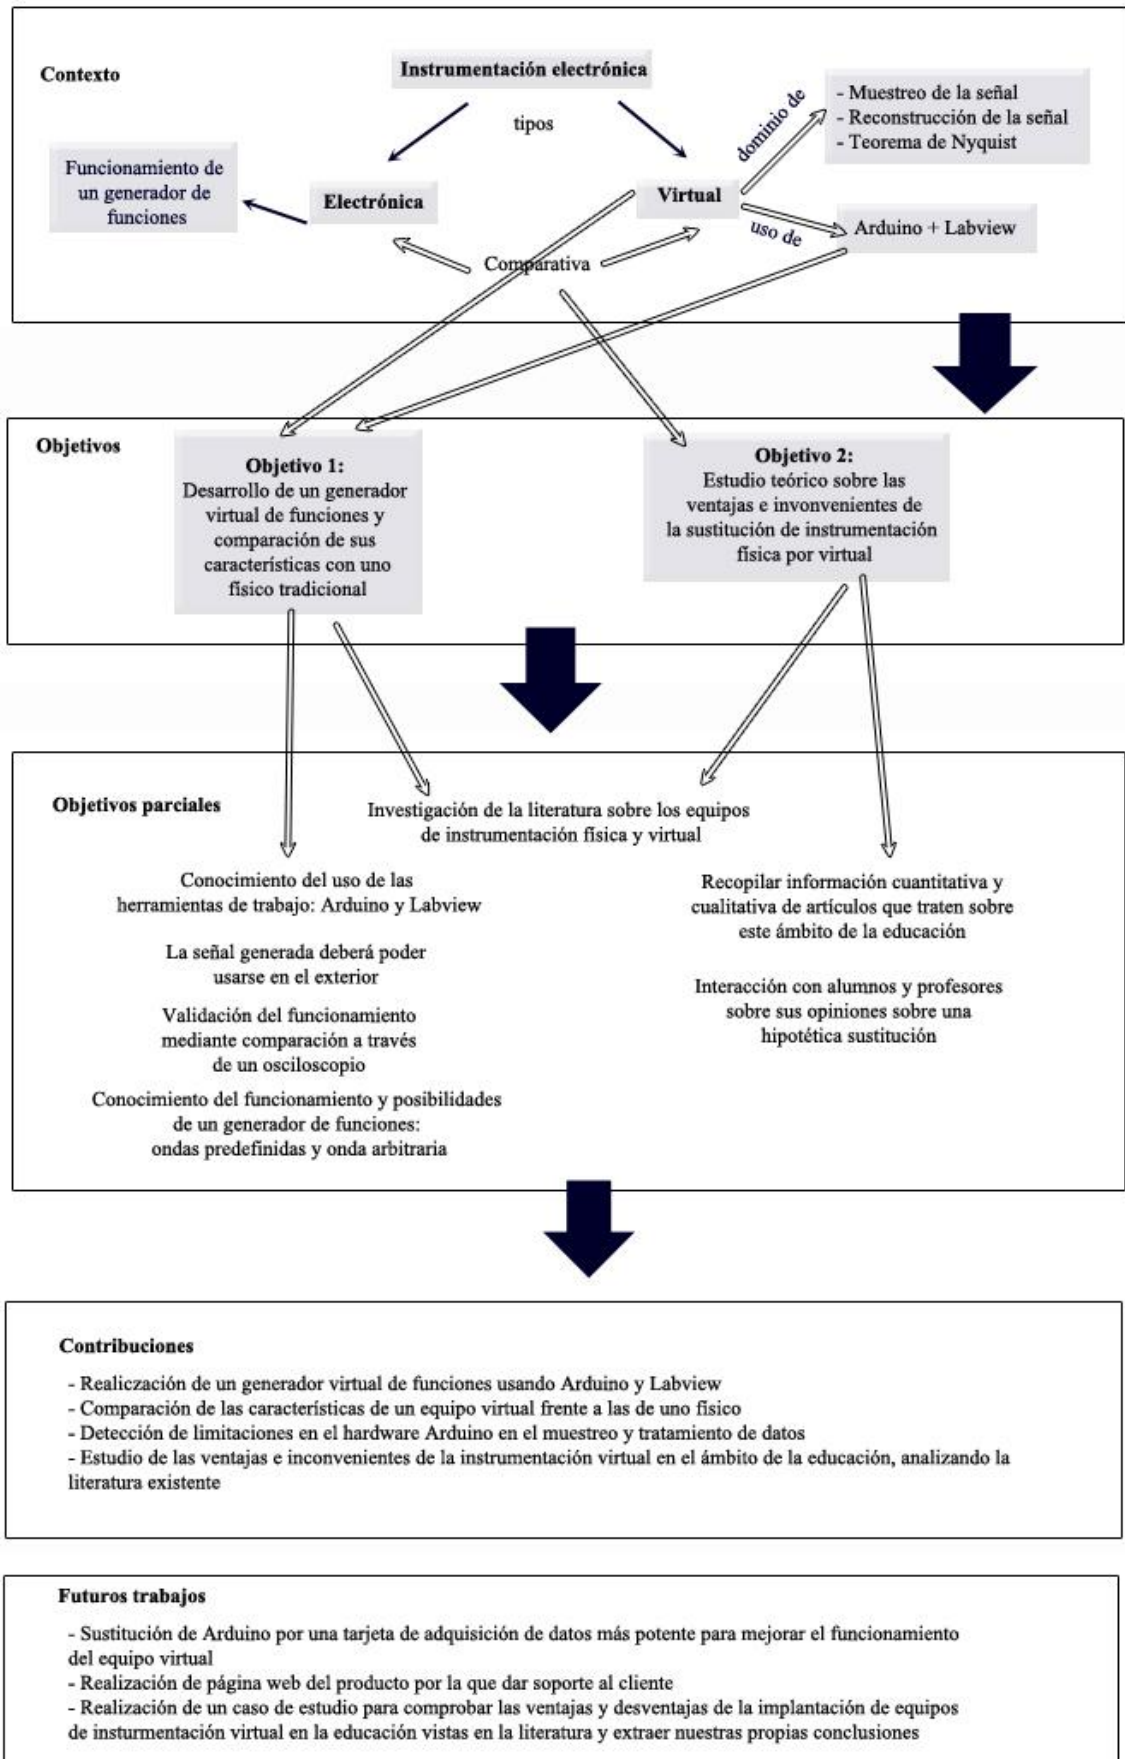 Contexto
Instrumentación electrónica
tipos
dominio de
- Muestreo de la señal
- Reconstrucción de la señal
- Teorema de Nyquist
Funcionamiento de
un generador de
funciones
Electrónica
Virtual
uso de
Arduino + Labview
Comparativa
Objetivos
Objetivo 1:
Desarrollo de un generador
virtual de funciones y
comparación de sus
características con uno
físico tradicional
Objetivo 2:
Estudio teórico sobre las
ventajas e invonvenientes de
la sustitución de instrumentación
física por virtual
Objetivos parciales
Investigación de la literatura sobre los equipos
de instrumentación física y virtual
Conocimiento del uso de las
herramientas de trabajo: Arduino y Labview
La señal generada deberá poder
usarse en el exterior
Validación del funcionamiento
mediante comparación a través
de un osciloscopio
Conocimiento del funcionamiento y posibilidades
de un generador de funciones:
ondas predefinidas y onda arbitraria
Recopilar información cuantitativa y
cualitativa de artículos que traten sobre
este ámbito de la educación
Interacción con alumnos y profesores
sobre sus opiniones sobre una
hipotética sustitución
Contribuciones
- Realiczación de un generador virtual de funciones usando Arduino y Labview
- Comparación de las características de un equipo virtual frente a las de uno físico
- Detección de limitaciones en el hardware Arduino en el muestreo y tratamiento de datos
- Estudio de las ventajas e inconvenientes de la instrumentación virtual en el ámbito de la educación, analizando la
literatura existente
Futuros trabajos
- Sustitución de Arduino por una tarjeta de adquisición de datos más potente para mejorar el funcionamiento
del equipo virtual
- Realización de página web del producto por la que dar soporte al cliente
- Realización de un caso de estudio para comprobar las ventajas y desventajas de la implantación de equipos
de insturmentación virtual en la educación vistas en la literatura y extraer nuestras propias conclusiones